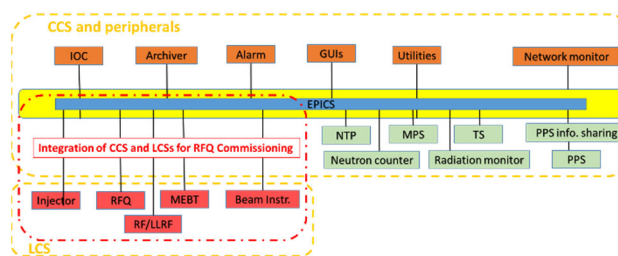 CCS and peripherals
IOC
Archiver
Alarm
GUIs
Utilities
Network monitor
EPICS
NTP
MPS
TS
PPS info. sharing
Integration of CCS and LCSs for RFQ Commissioning
Neutron counter
Radiation monitor
PPS
Injector
RFQ
MEBT
Beam Instr.
RF/LLRF
LCS